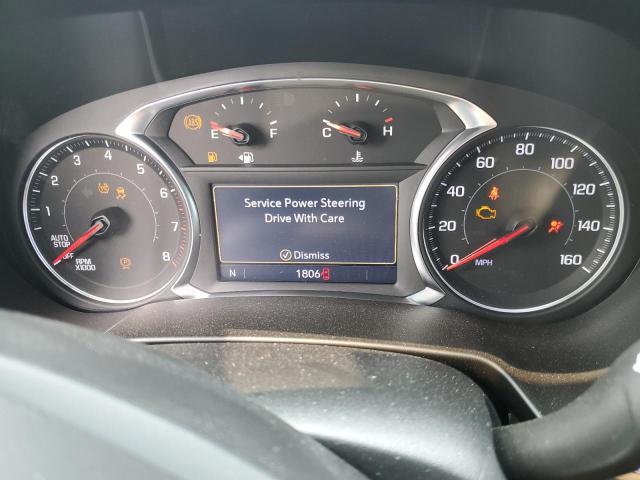 ABS
E F
C H
1 2 3 4 5 6 7 8
AUTO STOP
OFF
RPM X1000
Service Power Steering
Drive With Care
Dismiss
N 1806
0 20 40 60 80 100 120 140 160
MPH